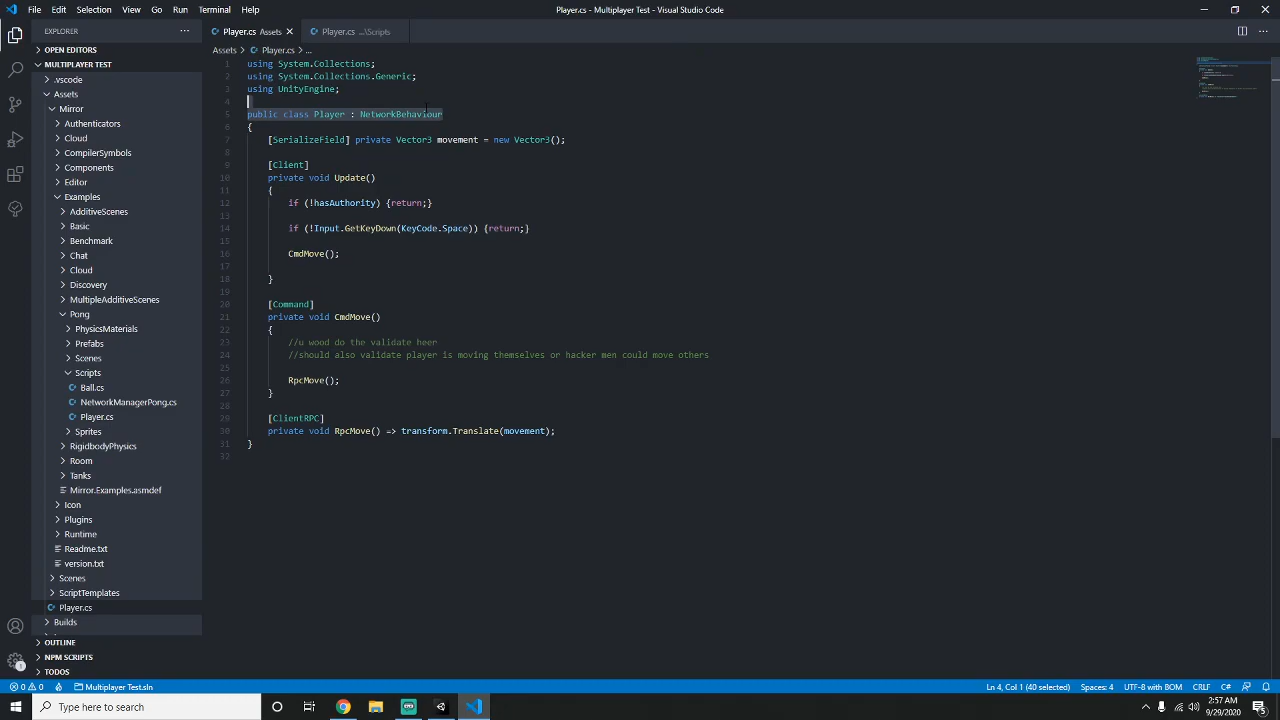 File Edit Selection View Go Run Terminal Help
Player.cs - Multiplayer Test - Visual Studio Code
EXPLORER
Player.cs Assets
Player.cs ...\Scripts
OPEN EDITORS
Assets > Player.cs > ...
MULTIPLAYER TEST
.vscode
Assets
Mirror
Authenticators
Cloud
CompilerSymbols
Components
Editor
Examples
AdditiveScenes
Basic
Benchmark
Chat
Cloud
Discovery
MultipleAdditiveScenes
Pong
PhysicsMaterials
Prefabs
Scenes
Scripts
Ball.cs
NetworkManagerPong.cs
Player.cs
Sprites
RigidbodyPhysics
Room
Tanks
Mirror.Examples.asmdef
Icon
Plugins
Runtime
Readme.txt
version.txt
Scenes
ScriptTemplates
Player.cs
Builds
OUTLINE
NPM SCRIPTS
TODOS
1 using System.Collections;
2 using System.Collections.Generic;
3 using UnityEngine;
4
5 public class Player : NetworkBehaviour
6 {
7 [SerializeField] private Vector3 movement = new Vector3();
8
9 [Client]
10 private void Update()
11 {
12 if (!hasAuthority) {return;}
13
14 if (!Input.GetKeyDown(KeyCode.Space)) {return;}
15
16 CmdMove();
17
18 }
19
20 [Command]
21 private void CmdMove()
22 {
23 //u wood do the validate heer
24 //should also validate player is moving themselves or hacker men could move others
25
26 RpcMove();
27 }
28
29 [ClientRPC]
30 private void RpcMove() => transform.Translate(movement);
31 }
32
1
0 0 Multiplayer Test.sln
Ln 4, Col 1 (40 selected) Spaces: 4 UTF-8 with BOM CRLF C#
Type here to search
2:57 AM
9/29/2020